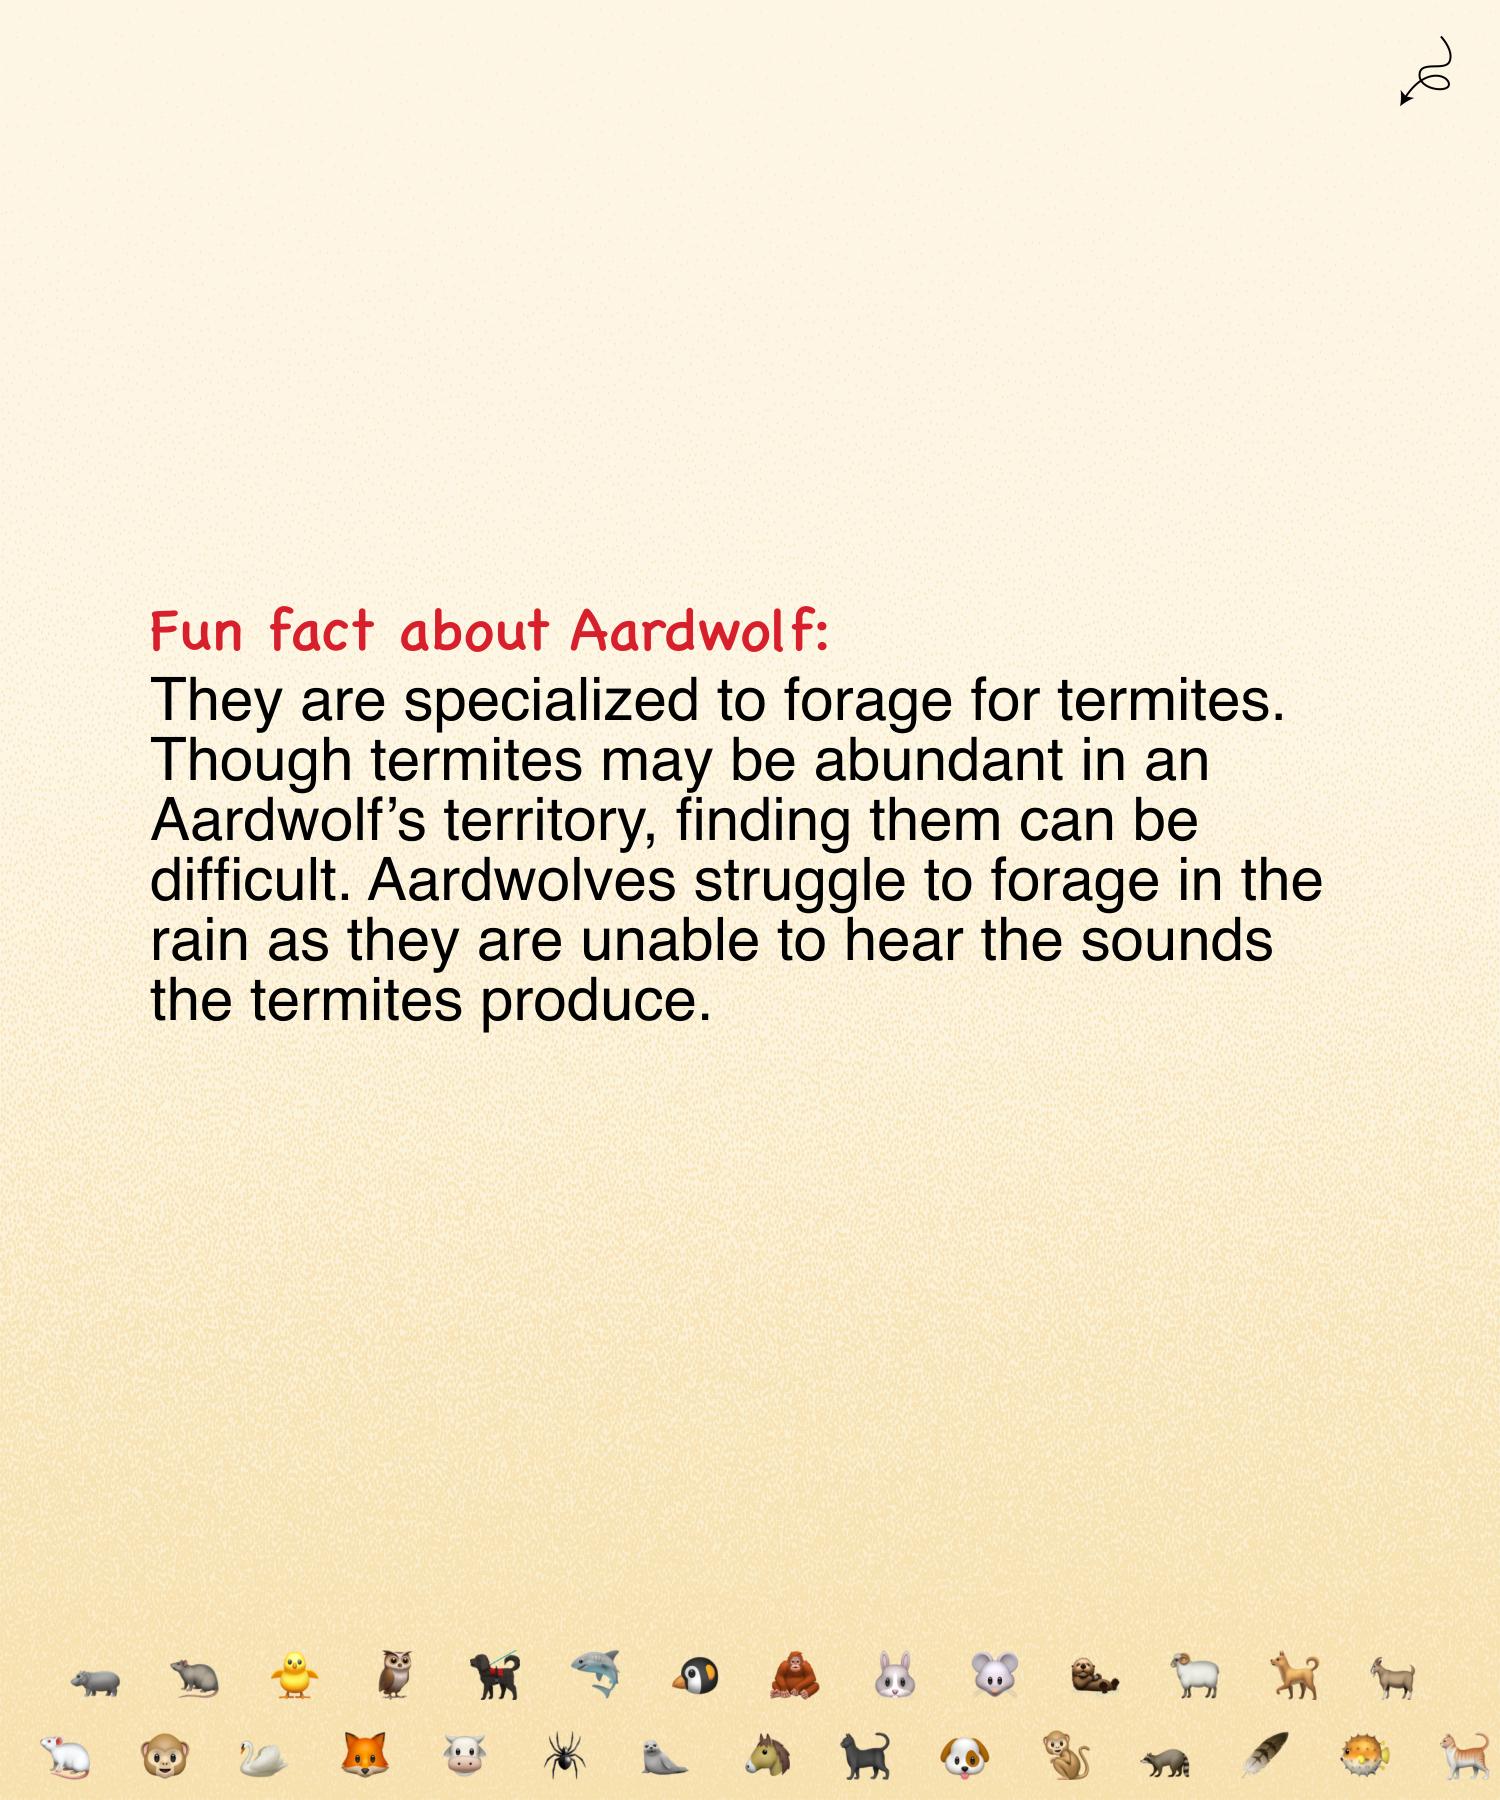 Fun fact about Aardwolf:
They are specialized to forage for termites.
Though termites may be abundant in an
Aardwolf’s territory, finding them can be
difficult. Aardwolves struggle to forage in the
rain as they are unable to hear the sounds
the termites produce.